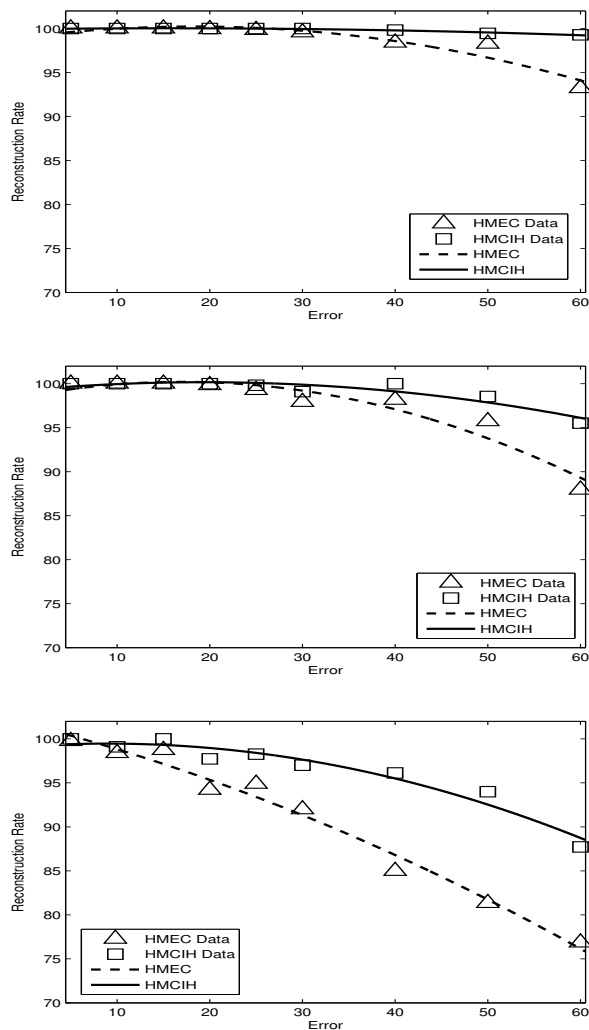 100
95
90
85
80
75
70
Reconstruction Rate
HMEC Data
HMCIH Data
HMEC
HMCIH
10 20 30 40 50 60
Error
100
95
90
85
80
75
70
Reconstruction Rate
HMEC Data
HMCIH Data
HMEC
HMCIH
10 20 30 40 50 60
Error
100
95
90
85
80
75
70
Reconstruction Rate
HMEC Data
HMCIH Data
HMEC
HMCIH
10 20 30 40 50 60
Error